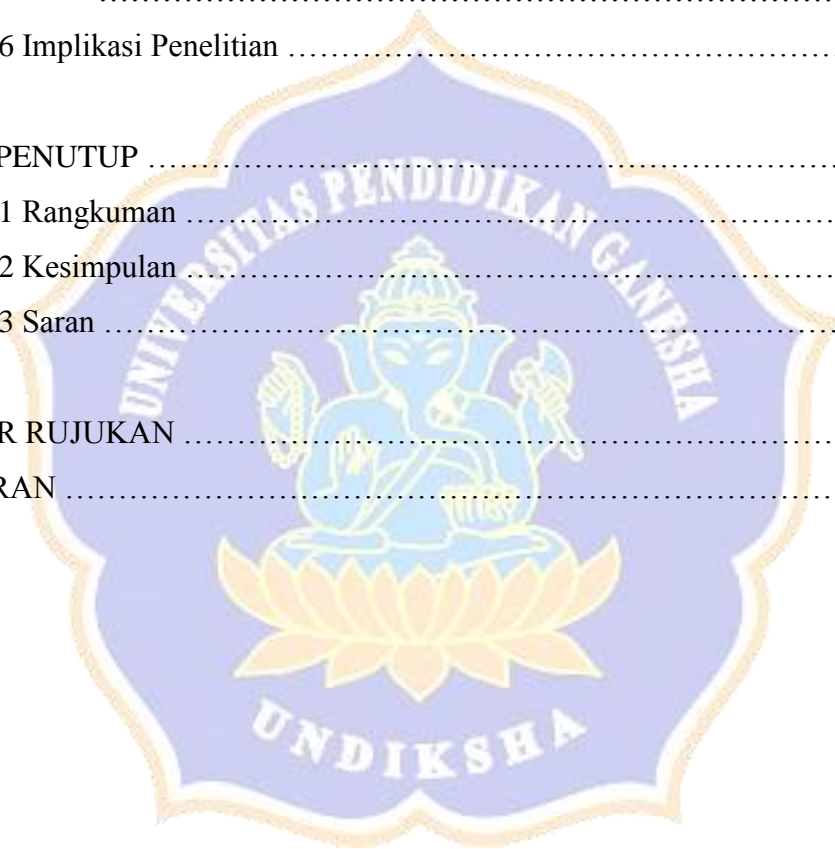 ……………………………………………………………………
6 Implikasi Penelitian ……………………………………………
PENUTUP ……………………………………………………………
1 Rangkuman ………………………………………………………
2 Kesimpulan ………………………………………………………
3 Saran ………………………………………………………………
R RUJUKAN …………………………………………………………
RAN ……………………………………………………………………
UNIVERSITAS PENDIDIKAN GANESHA
UNDIKSHA